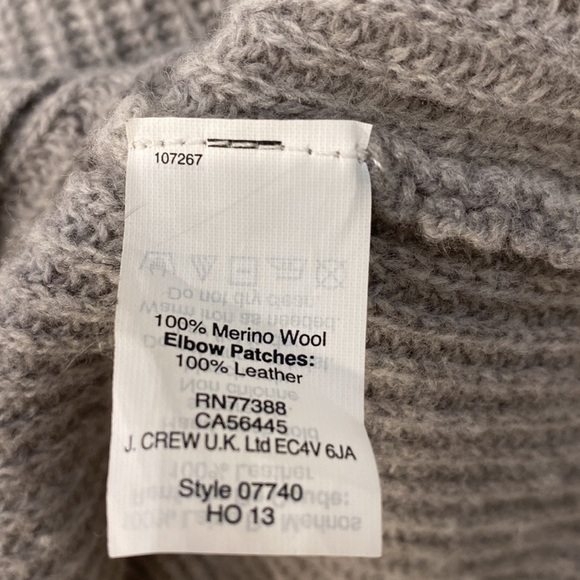 107267
100% Merino Wool
Elbow Patches:
100% Leather
RN77388
CA56445
J. CREW U.K. Ltd EC4V 6JA
Style 07740
HO 13